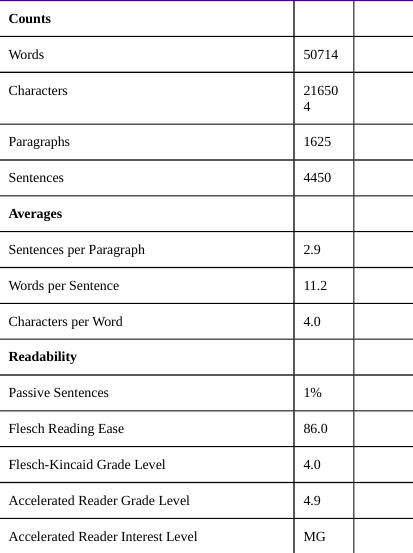 Counts
Words 50714
Characters 21650
4
Paragraphs 1625
Sentences 4450
Averages
Sentences per Paragraph 2.9
Words per Sentence 11.2
Characters per Word 4.0
Readability
Passive Sentences 1%
Flesch Reading Ease 86.0
Flesch-Kincaid Grade Level 4.0
Accelerated Reader Grade Level 4.9
Accelerated Reader Interest Level MG